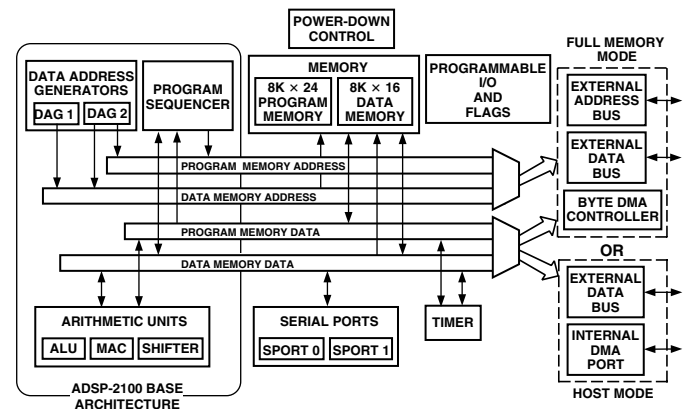 POWER-DOWN
CONTROL
FULL MEMORY
MODE
DATA ADDRESS
GENERATORS
DAG 1
DAG 2
PROGRAM
SEQUENCER
MEMORY
8K × 24
PROGRAM
MEMORY
8K × 16
DATA
MEMORY
PROGRAMMABLE
I/O
AND
FLAGS
EXTERNAL
ADDRESS
BUS
EXTERNAL
DATA
BUS
BYTE DMA
CONTROLLER
PROGRAM MEMORY ADDRESS
DATA MEMORY ADDRESS
PROGRAM MEMORY DATA
DATA MEMORY DATA
OR
EXTERNAL
DATA
BUS
INTERNAL
DMA
PORT
HOST MODE
ARITHMETIC UNITS
ALU
MAC
SHIFTER
SERIAL PORTS
SPORT 0
SPORT 1
TIMER
ADSP-2100 BASE
ARCHITECTURE